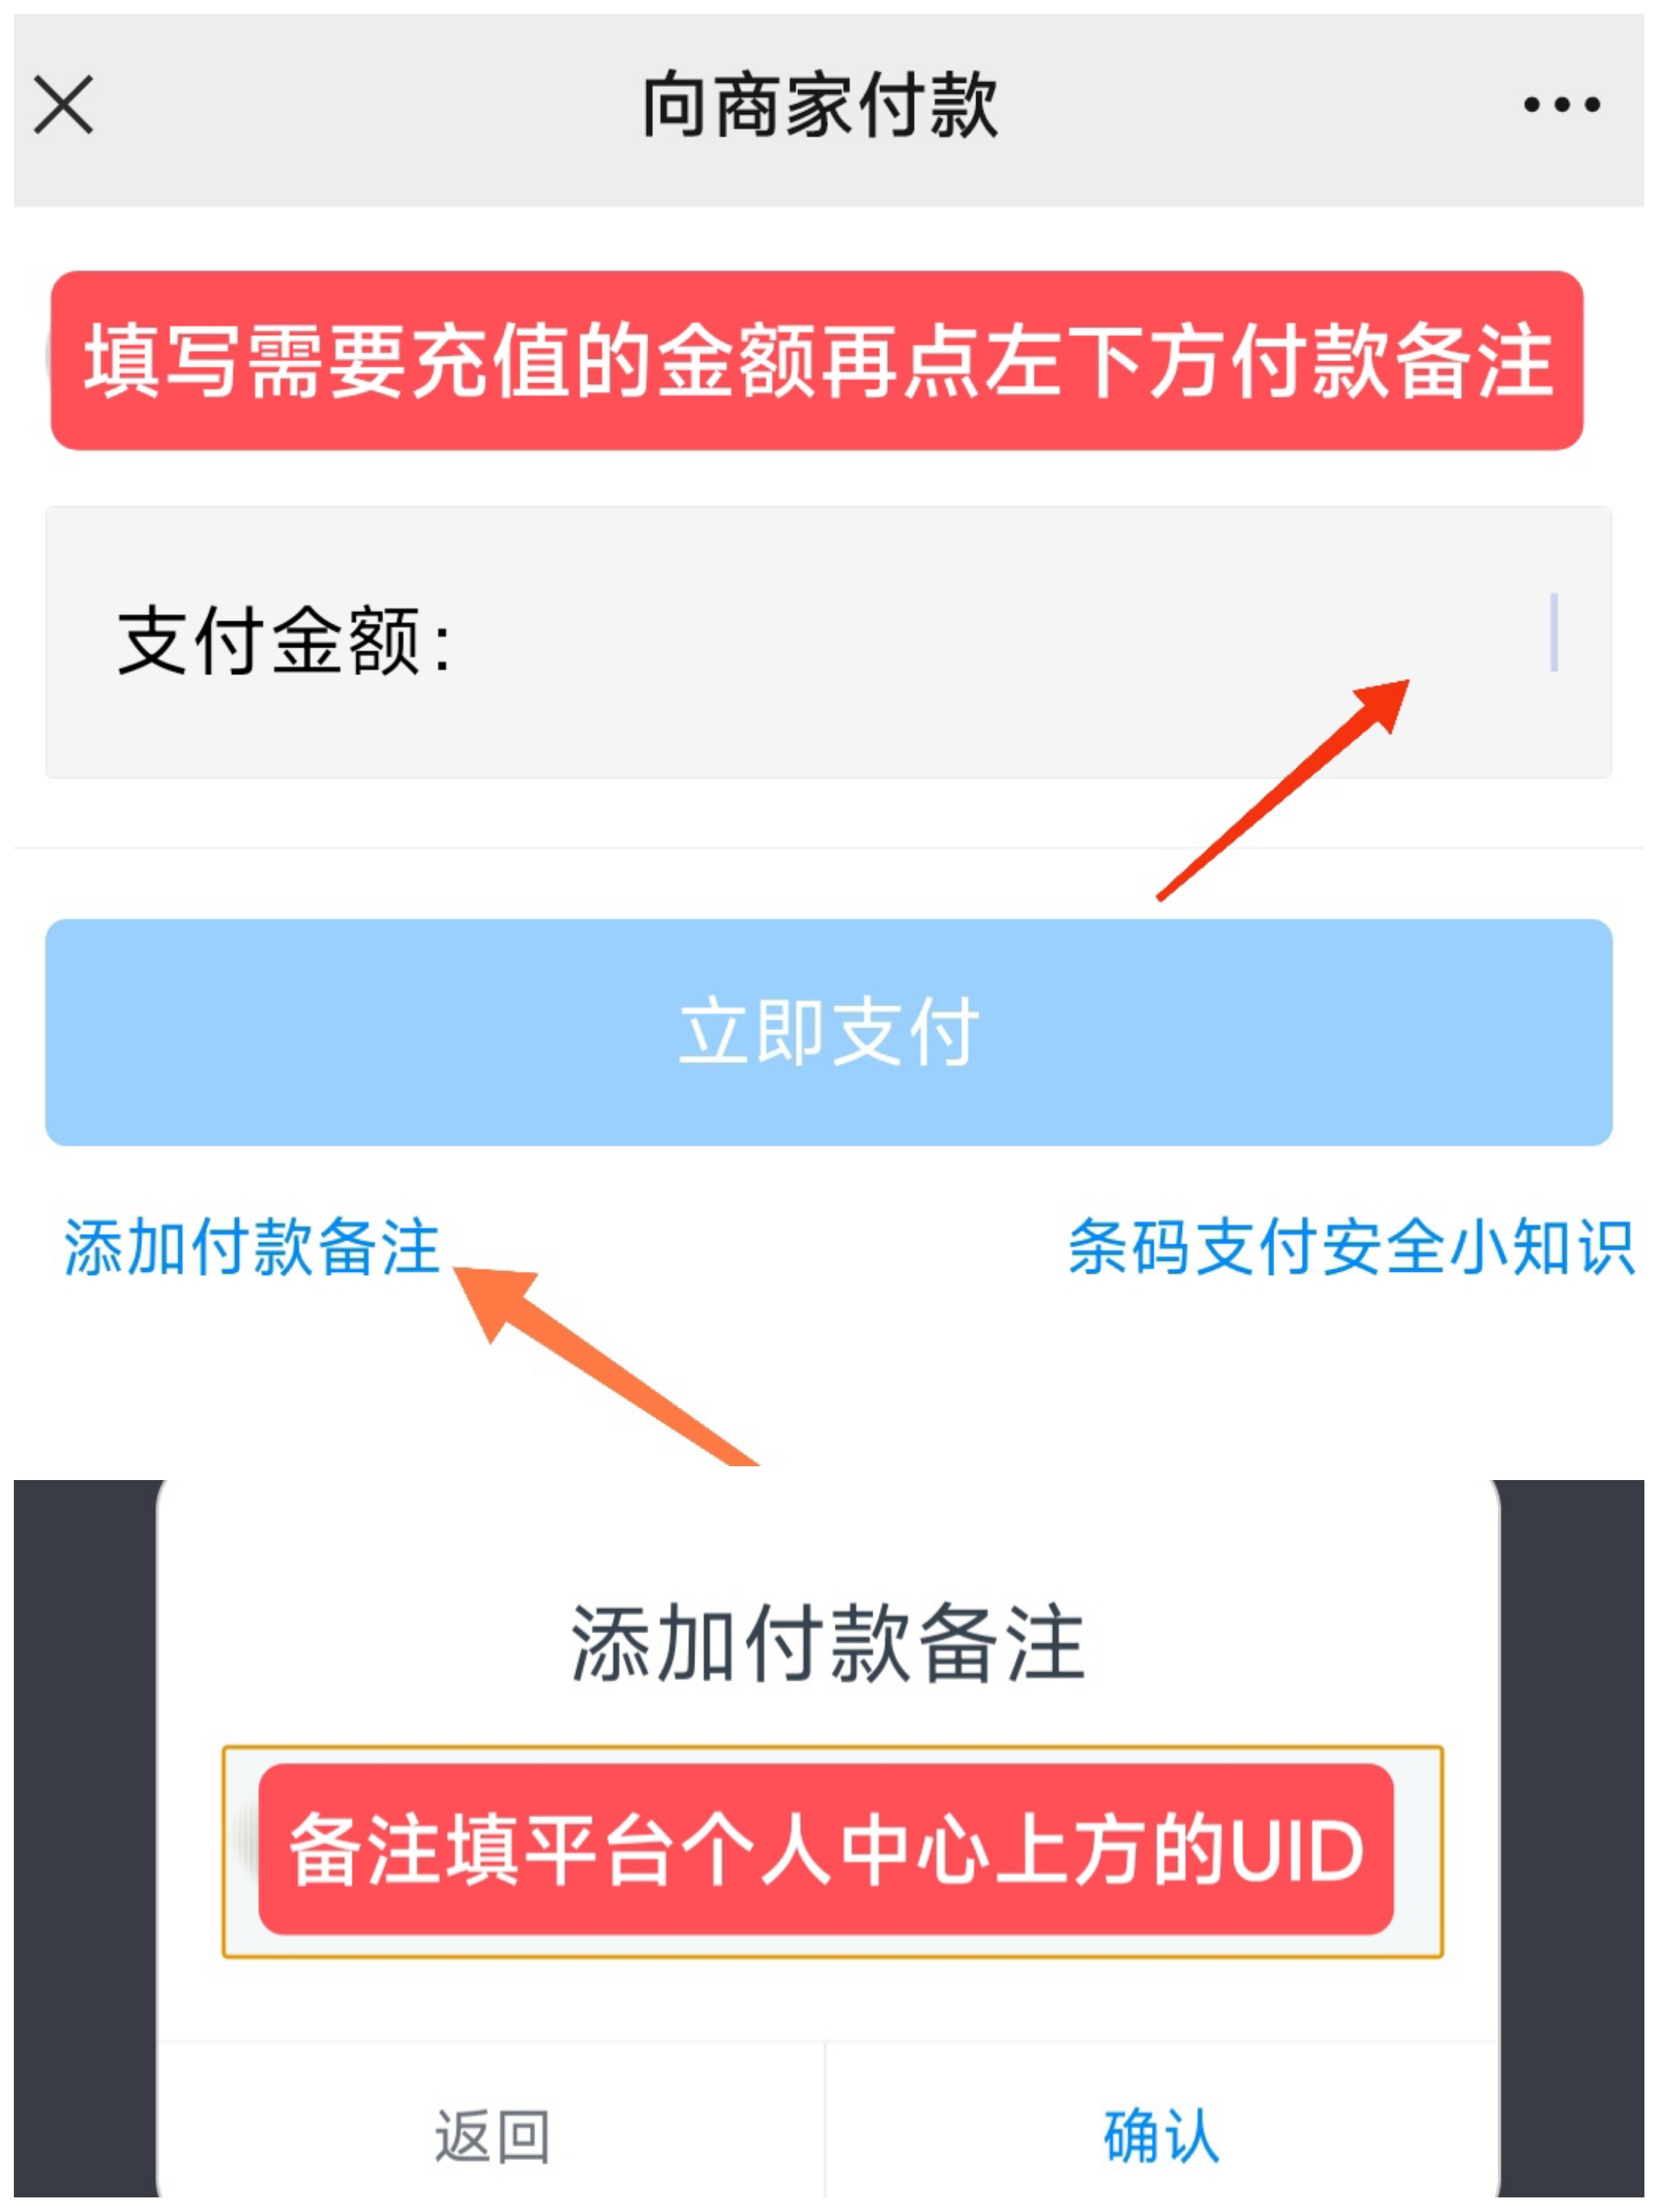 向商家付款
填写需要充值的金额再点左下方付款备注
支付金额:
立即支付
添加付款备注
条码支付安全小知识
添加付款备注
备注填平台个人中心上方的UID
返回
确认